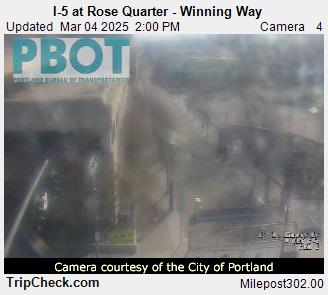 I-5 at Rose Quarter - Winning Way
Updated Mar 04 2025 2:00 PM Camera 4
PBOT
PORTLAND BUREAU OF TRANSPORTATION
Camera courtesy of the City of Portland
TripCheck.com Milepost302.00